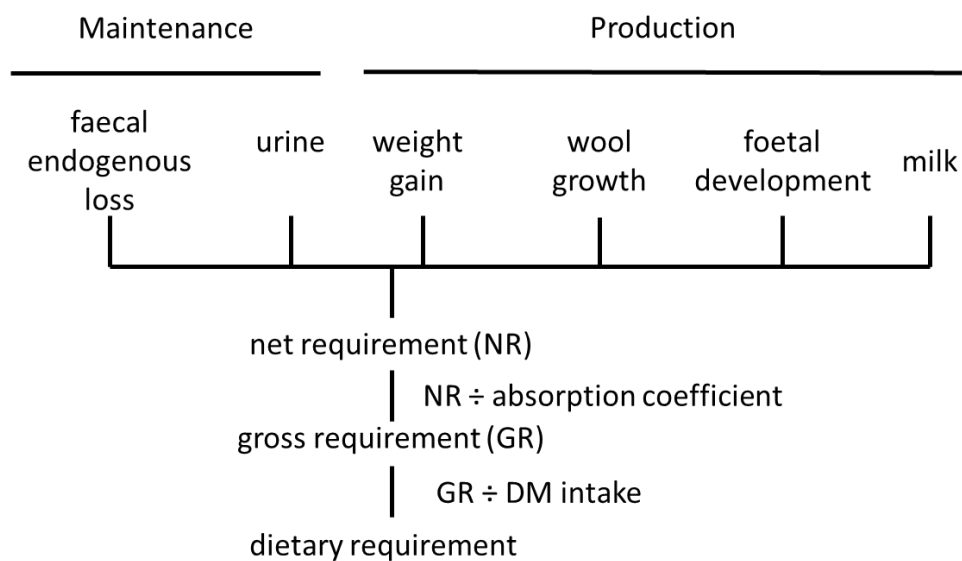 Maintenance
Production
faecal
endogenous
loss
urine
weight
gain
wool
growth
foetal
development
milk
net requirement (NR)
NR ÷ absorption coefficient
gross requirement (GR)
GR ÷ DM intake
dietary requirement